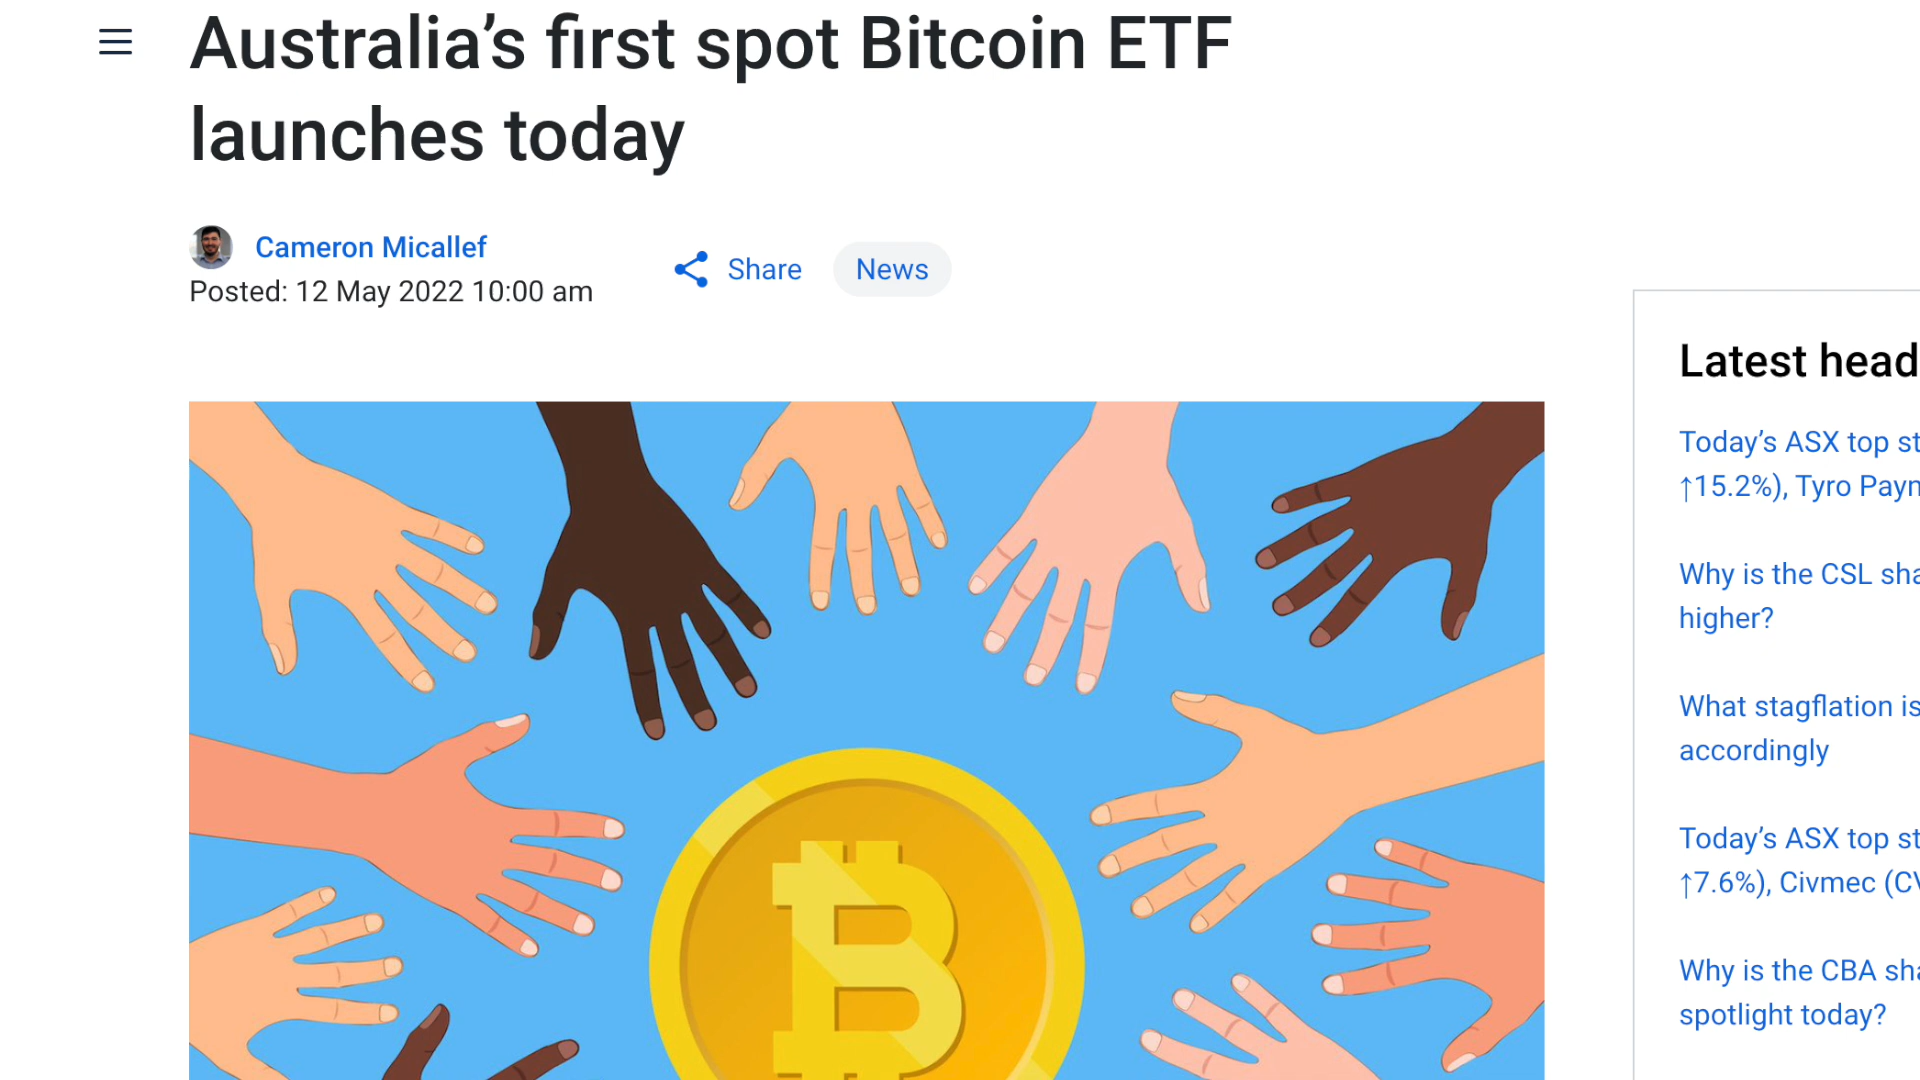 Australia’s first spot Bitcoin ETF
launches today
Cameron Micallef
Posted: 12 May 2022 10:00 am
Share
News
Latest head
Today’s ASX top st
↑15.2%), Tyro Payn
Why is the CSL sha
higher?
What stagflation is
accordingly
Today’s ASX top st
↑7.6%), Civmec (CV
Why is the CBA sha
spotlight today?